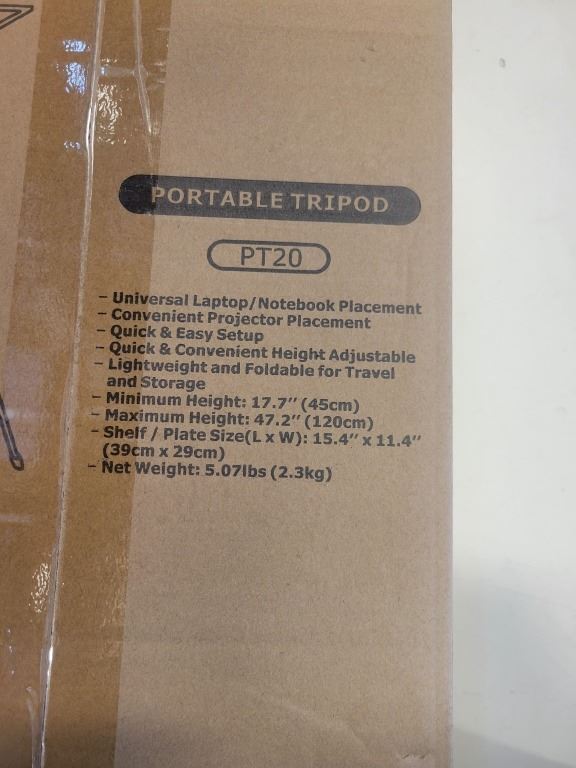 PORTABLE TRIPOD
PT20
- Universal Laptop/Notebook Placement
- Convenient Projector Placement
- Quick & Easy Setup
- Quick & Convenient Height Adjustable
- Lightweight and Foldable for Travel
and Storage
- Minimum Height: 17.7" (45cm)
- Maximum Height: 47.2" (120cm)
- Shelf / Plate Size(L x W): 15.4" x 11.4"
(39cm x 29cm)
- Net Weight: 5.07lbs (2.3kg)